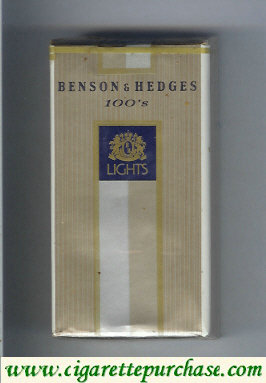 BENSON & HEDGES
100's
LIGHTS
www.cigarettepurchase.com